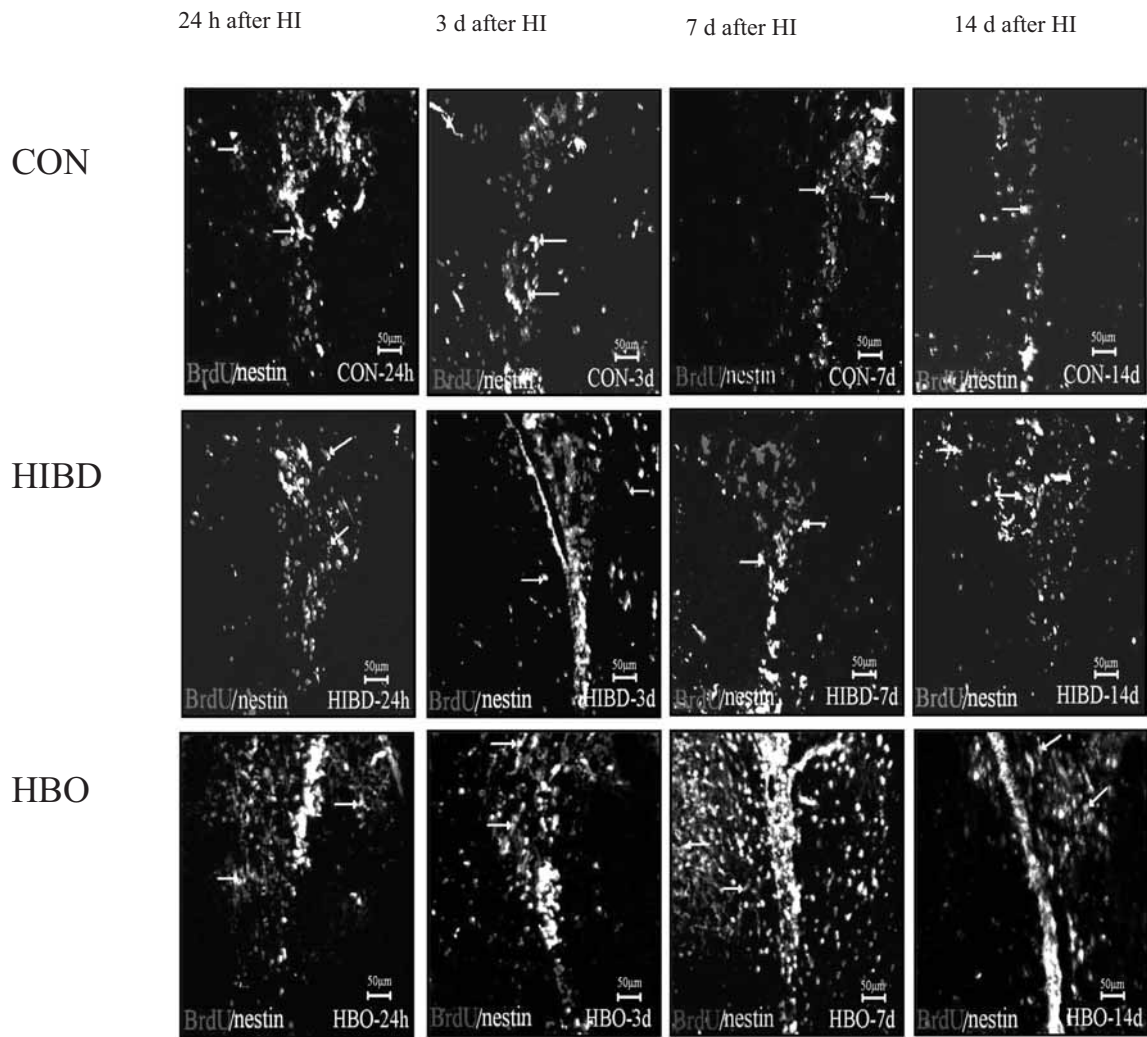 24 h after HI 3 d after HI 7 d after HI 14 d after HI
CON
50μm 50μm 50μm 50μm
BrdU/nestin CON-24h BrdU/nestin CON-3d BrdU/nestin CON-7d BrdU/nestin CON-14d
HIBD
50μm 50μm 50μm 50μm
BrdU/nestin HIBD-24h BrdU/nestin HIBD-3d BrdU/nestin HIBD-7d BrdU/nestin HIBD-14d
HBO
50μm 50μm 50μm 50μm
BrdU/nestin HBO-24h BrdU/nestin HBO-3d BrdU/nestin HBO-7d BrdU/nestin HBO-14d